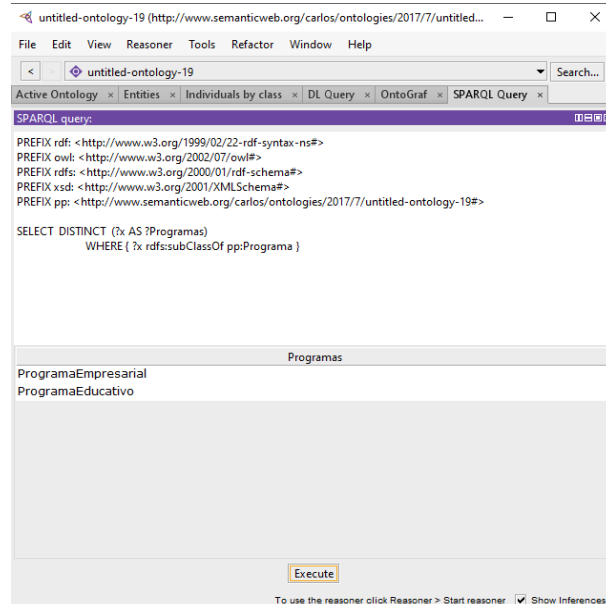 untitled-ontology-19 (http://www.semanticweb.org/carlos/ontologies/2017/7/untitled...
File Edit View Reasoner Tools Refactor Window Help
< > untitled-ontology-19 Search...
Active Ontology × Entities × Individuals by class × DL Query × OntoGraf × SPARQL Query ×
SPARQL query:
PREFIX rdf: <http://www.w3.org/1999/02/22-rdf-syntax-ns#>
PREFIX owl: <http://www.w3.org/2002/07/owl#>
PREFIX rdfs: <http://www.w3.org/2000/01/rdf-schema#>
PREFIX xsd: <http://www.w3.org/2001/XMLSchema#>
PREFIX pp: <http://www.semanticweb.org/carlos/ontologies/2017/7/untitled-ontology-19#>
SELECT DISTINCT (?x AS ?Programas)
WHERE { ?x rdfs:subClassOf pp:Programa }
Programas
ProgramaEmpresarial
ProgramaEducativo
Execute
To use the reasoner click Reasoner > Start reasoner Show Inferences